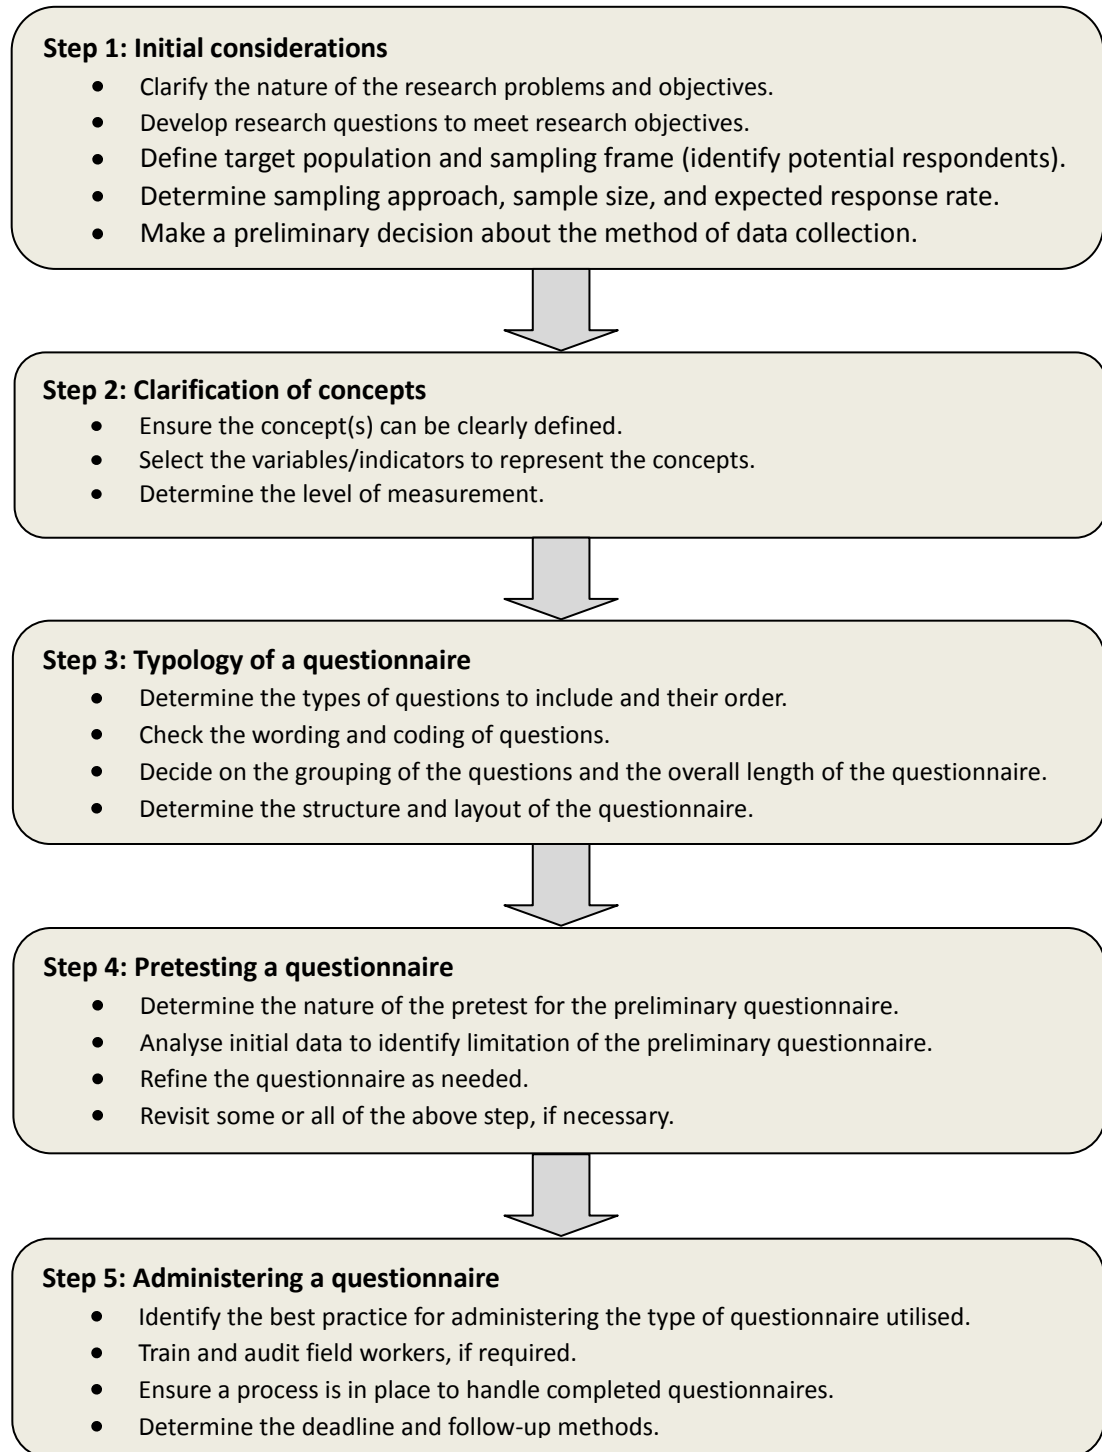 Step 1: Initial considerations
• Clarify the nature of the research problems and objectives.
• Develop research questions to meet research objectives.
• Define target population and sampling frame (identify potential respondents).
• Determine sampling approach, sample size, and expected response rate.
• Make a preliminary decision about the method of data collection.
Step 2: Clarification of concepts
• Ensure the concept(s) can be clearly defined.
• Select the variables/indicators to represent the concepts.
• Determine the level of measurement.
Step 3: Typology of a questionnaire
• Determine the types of questions to include and their order.
• Check the wording and coding of questions.
• Decide on the grouping of the questions and the overall length of the questionnaire.
• Determine the structure and layout of the questionnaire.
Step 4: Pretesting a questionnaire
• Determine the nature of the pretest for the preliminary questionnaire.
• Analyse initial data to identify limitation of the preliminary questionnaire.
• Refine the questionnaire as needed.
• Revisit some or all of the above step, if necessary.
Step 5: Administering a questionnaire
• Identify the best practice for administering the type of questionnaire utilised.
• Train and audit field workers, if required.
• Ensure a process is in place to handle completed questionnaires.
• Determine the deadline and follow-up methods.